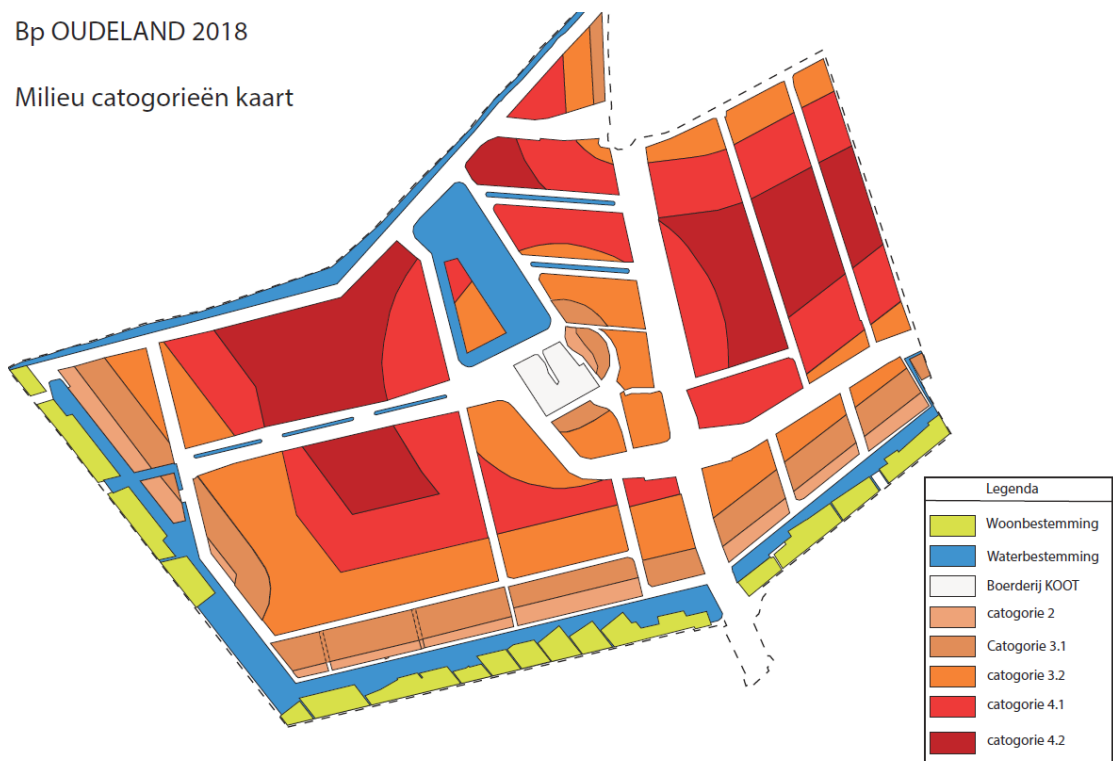 Bp OUDELAND 2018
Milieu catogorieën kaart
Legenda
Woonbestemming
Waterbestemming
Boerderij KOOT
catogorie 2
Catogorie 3.1
catogorie 3.2
catogorie 4.1
catogorie 4.2